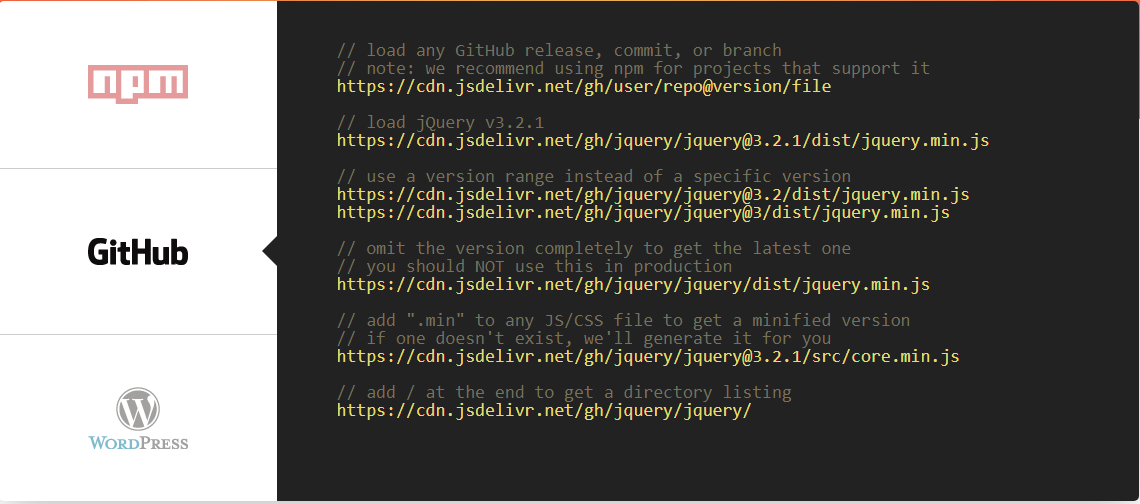 npm
GitHub
WORDPRESS
// load any GitHub release, commit, or branch
// note: we recommend using npm for projects that support it
https://cdn.jsdelivr.net/gh/user/repo@version/file
// load jQuery v3.2.1
https://cdn.jsdelivr.net/gh/jquery/jquery@3.2.1/dist/jquery.min.js
// use a version range instead of a specific version
https://cdn.jsdelivr.net/gh/jquery/jquery@3.2/dist/jquery.min.js
https://cdn.jsdelivr.net/gh/jquery/jquery@3/dist/jquery.min.js
// omit the version completely to get the latest one
// you should NOT use this in production
https://cdn.jsdelivr.net/gh/jquery/jquery/dist/jquery.min.js
// add ".min" to any JS/CSS file to get a minified version
// if one doesn't exist, we'll generate it for you
https://cdn.jsdelivr.net/gh/jquery/jquery@3.2.1/src/core.min.js
// add / at the end to get a directory listing
https://cdn.jsdelivr.net/gh/jquery/jquery/